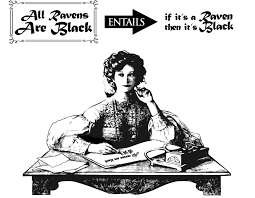 All Ravens
Are Black
ENTAILS
if it's a Raven
then it's Black